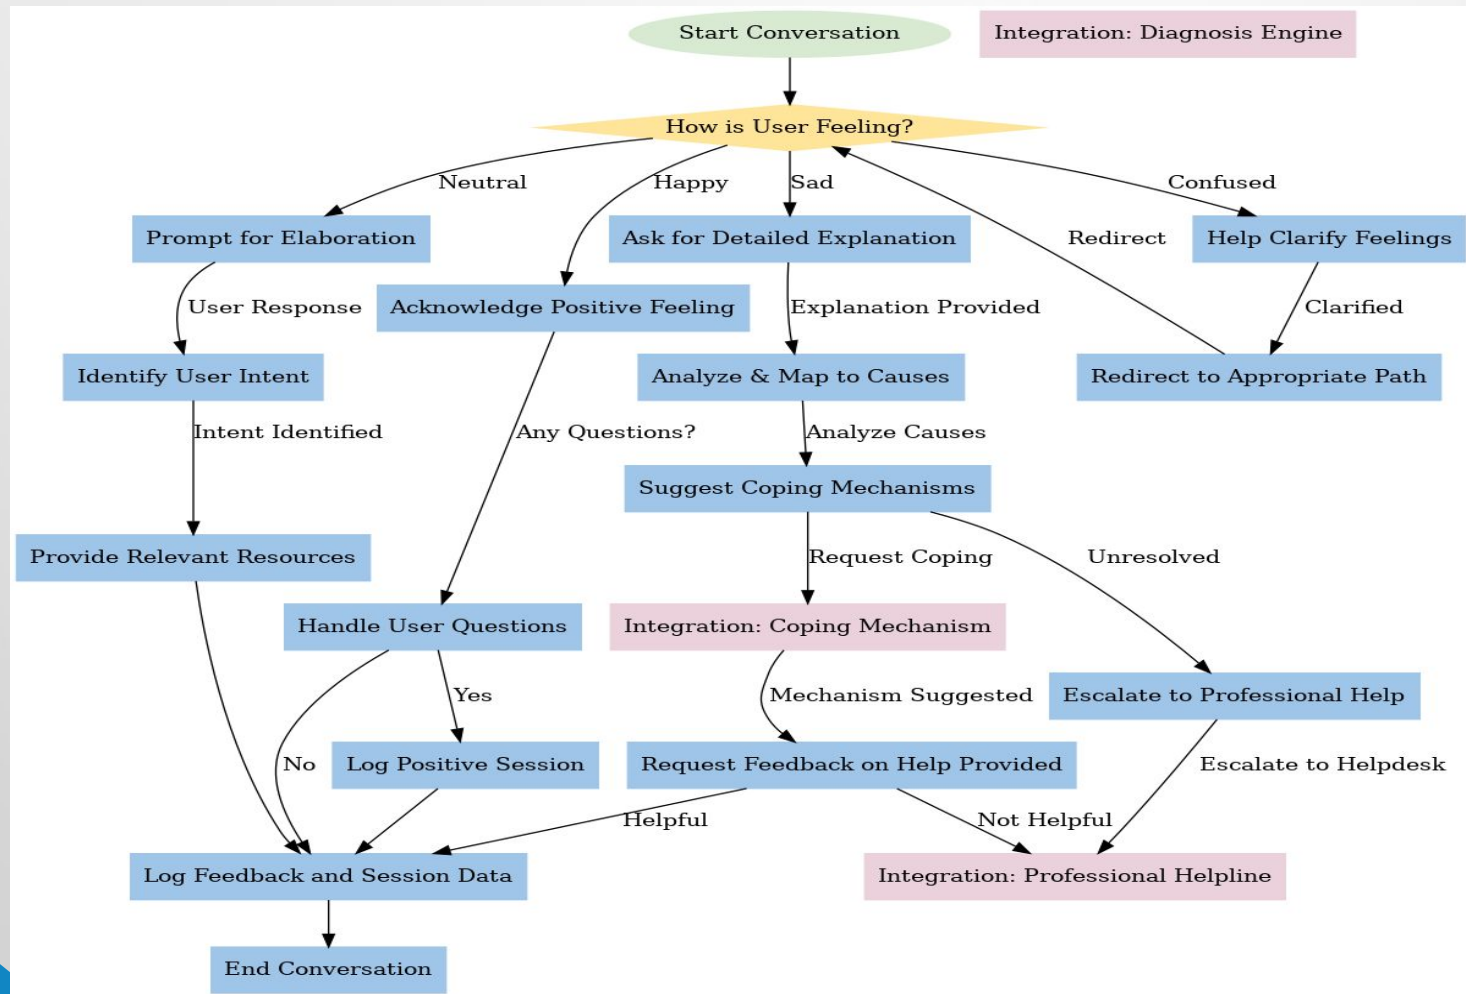 Start Conversation
Integration: Diagnosis Engine
How is User Feeling?
Neutral
Happy
Sad
Confused
Prompt for Elaboration
Ask for Detailed Explanation
Redirect
Help Clarify Feelings
User Response
Acknowledge Positive Feeling
Explanation Provided
Clarified
Identify User Intent
Analyze & Map to Causes
Redirect to Appropriate Path
Intent Identified
Any Questions?
Analyze Causes
Suggest Coping Mechanisms
Provide Relevant Resources
Request Coping
Unresolved
Handle User Questions
Integration: Coping Mechanism
Yes
Mechanism Suggested
Escalate to Professional Help
No
Log Positive Session
Request Feedback on Help Provided
Escalate to Helpdesk
Helpful
Not Helpful
Log Feedback and Session Data
Integration: Professional Helpline
End Conversation